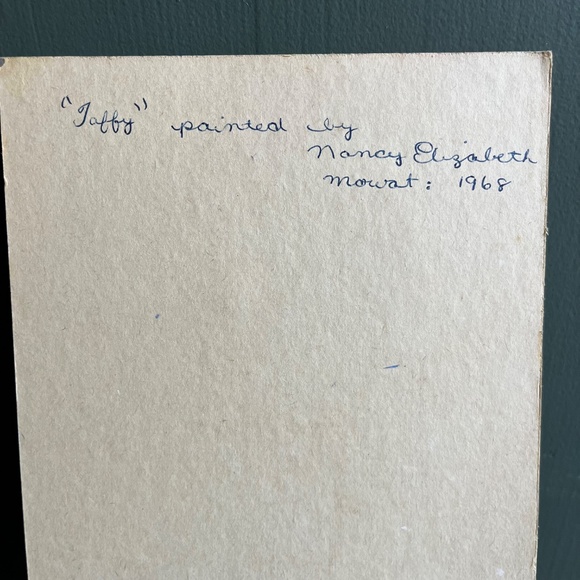 "Taffy" painted by
Nancy Elizabeth
Mowat: 1968